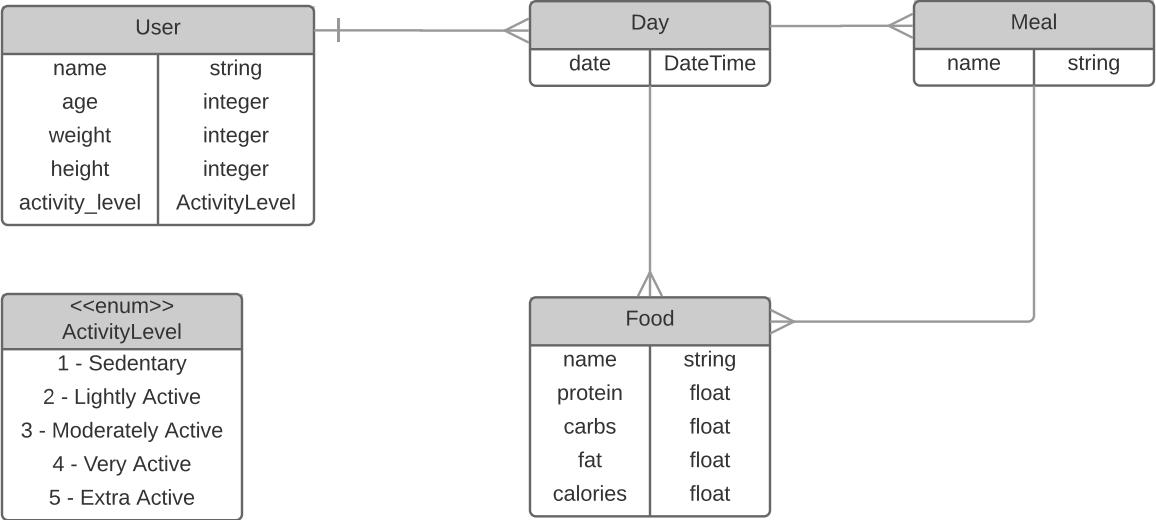 User
name string
age integer
weight integer
height integer
activity_level ActivityLevel
Day
date DateTime
Meal
name string
<<enum>>
ActivityLevel
1 - Sedentary
2 - Lightly Active
3 - Moderately Active
4 - Very Active
5 - Extra Active
Food
name string
protein float
carbs float
fat float
calories float